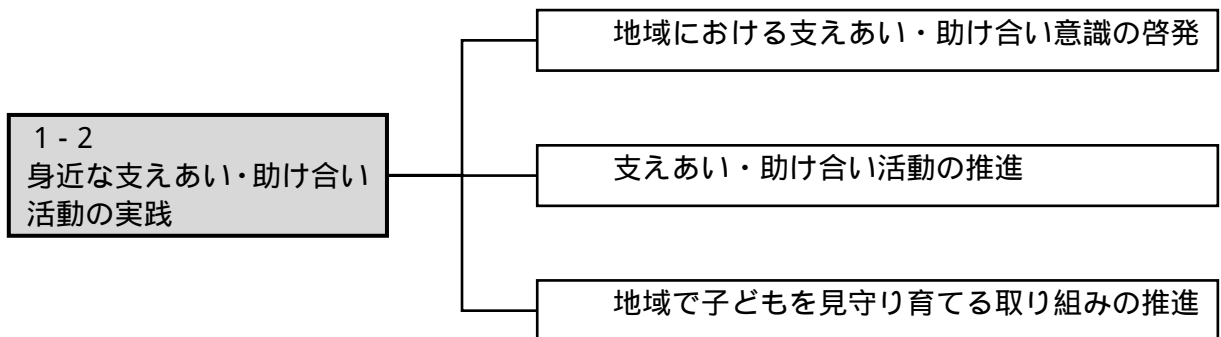 1-2
身近な支えあい・助け合い
活動の実践
地域における支えあい・助け合い意識の啓発
支えあい・助け合い活動の推進
地域で子どもを見守り育てる取り組みの推進